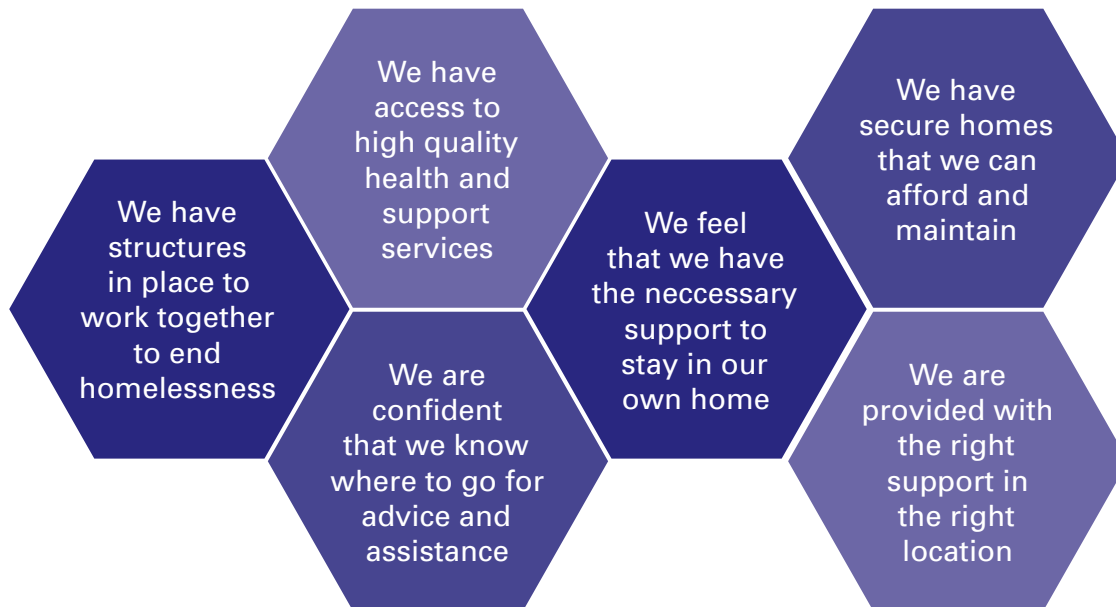 We have
structures
in place to
work together
to end
homelessness
We have
access to
high quality
health and
support
services
We are
confident
that we know
where to go for
advice and
assistance
We feel
that we have
the neccessary
support to
stay in our
own home
We have
secure homes
that we can
afford and
maintain
We are
provided with
the right
support in
the right
location